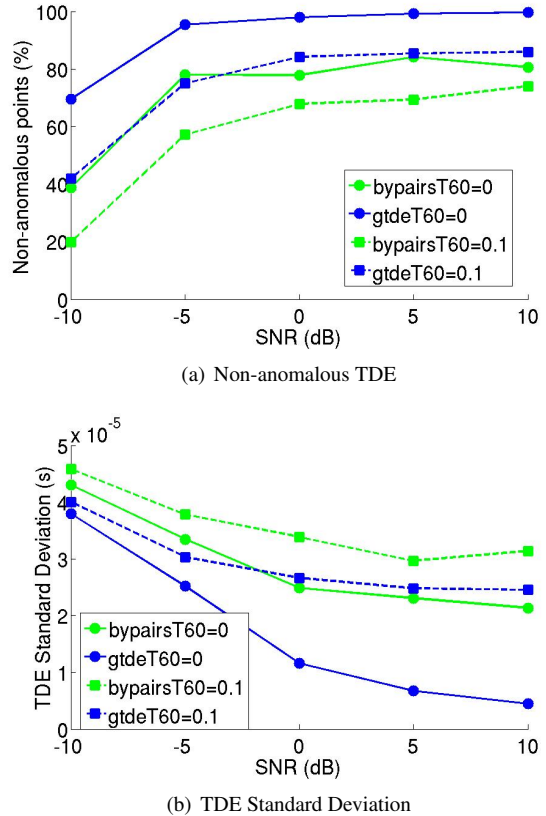 100
80
60
40
20
0
Non-anomalous points (%)
bypairsT60=0
gtdeT60=0
bypairsT60=0.1
gtdeT60=0.1
-10 -5 0 5 10
SNR (dB)
(a) Non-anomalous TDE
x 10^-5
5
4
3
2
1
0
TDE Standard Deviation (s)
bypairsT60=0
gtdeT60=0
bypairsT60=0.1
gtdeT60=0.1
-10 -5 0 5 10
SNR (dB)
(b) TDE Standard Deviation